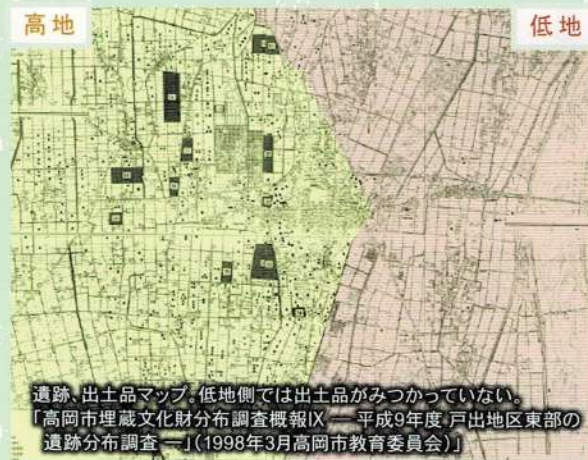 高地
低地
遺跡、出土品マップ。低地側では出土品がみつかっていない。
「高岡市埋蔵文化財分布調査概報Ⅸ ― 平成9年度 戸出地区東部の
遺跡分布調査 ―」(1998年3月高岡市教育委員会)」